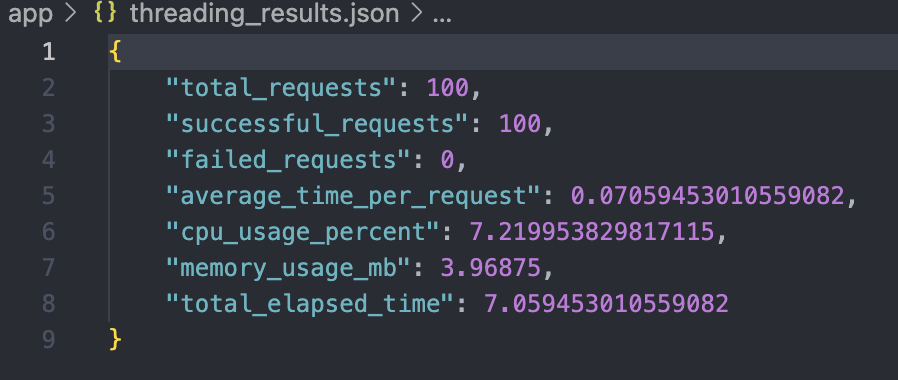 app > {} threading_results.json > ...
1 {
2 "total_requests": 100,
3 "successful_requests": 100,
4 "failed_requests": 0,
5 "average_time_per_request": 0.07059453010559082,
6 "cpu_usage_percent": 7.219953829817115,
7 "memory_usage_mb": 3.96875,
8 "total_elapsed_time": 7.059453010559082
9 }